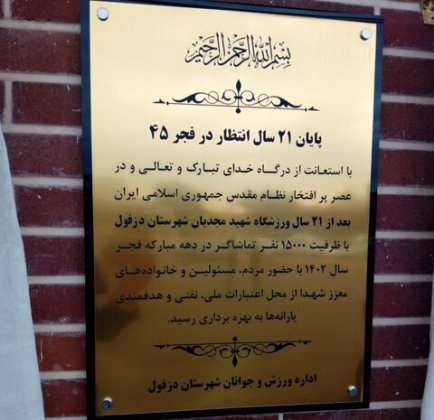 بسم الله الرحمن الرحیم
پایان ۲۱ سال انتظار در فجر ۴۵
با استعانت از درگاه خدای تبارک و تعالی و در
عصر پر افتخار نظام مقدس جمهوری اسلامی ایران
بعد از ۲۱ سال ورزشگاه شهید مجدیان شهرستان دزفول
با ظرفیت ۱۵۰۰۰ نفر تماشاگر در دهه مبارکه فجر
سال ۱۴۰۲ با حضور مردم، مسئولین و خانواده‌های
معزز شهدا از محل اعتبارات ملی، نفتی و هدفمندی
یارانه‌ها به بهره برداری رسید.
اداره ورزش و جوانان شهرستان دزفول